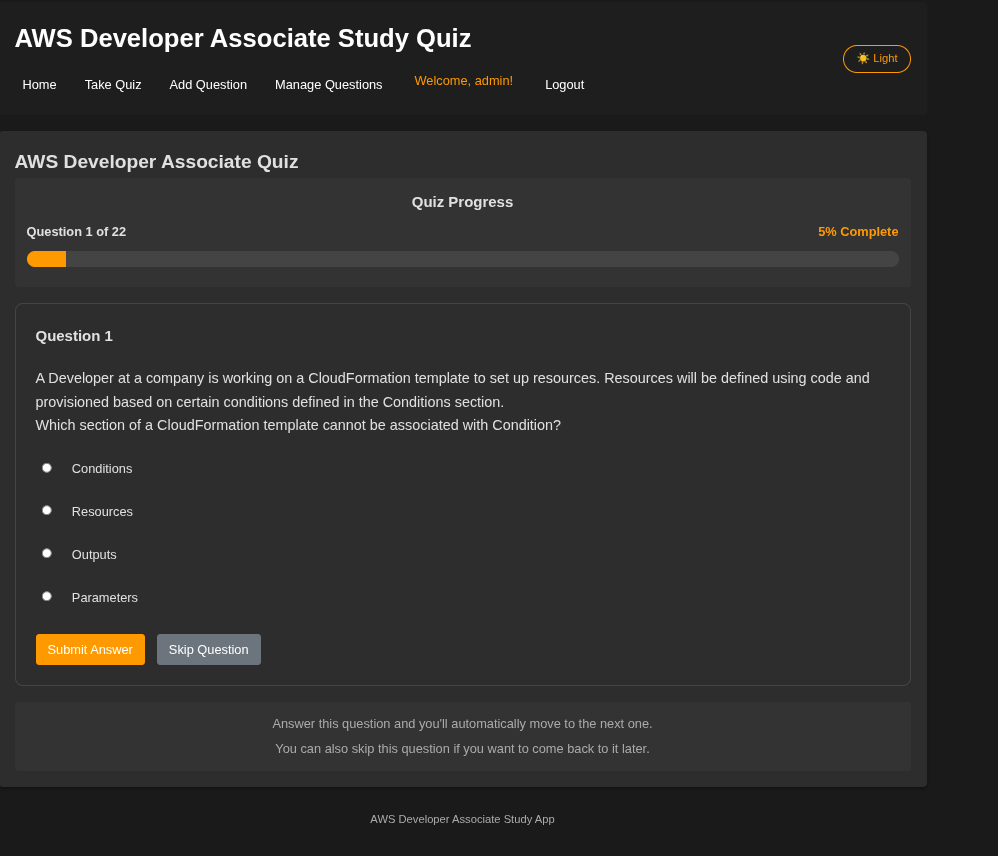 AWS Developer Associate Study Quiz
Home Take Quiz Add Question Manage Questions Welcome, admin! Logout
☀️ Light
AWS Developer Associate Quiz
Quiz Progress
Question 1 of 22 5% Complete
Question 1
A Developer at a company is working on a CloudFormation template to set up resources. Resources will be defined using code and
provisioned based on certain conditions defined in the Conditions section.
Which section of a CloudFormation template cannot be associated with Condition?
Conditions
Resources
Outputs
Parameters
Submit Answer Skip Question
Answer this question and you'll automatically move to the next one.
You can also skip this question if you want to come back to it later.
AWS Developer Associate Study App